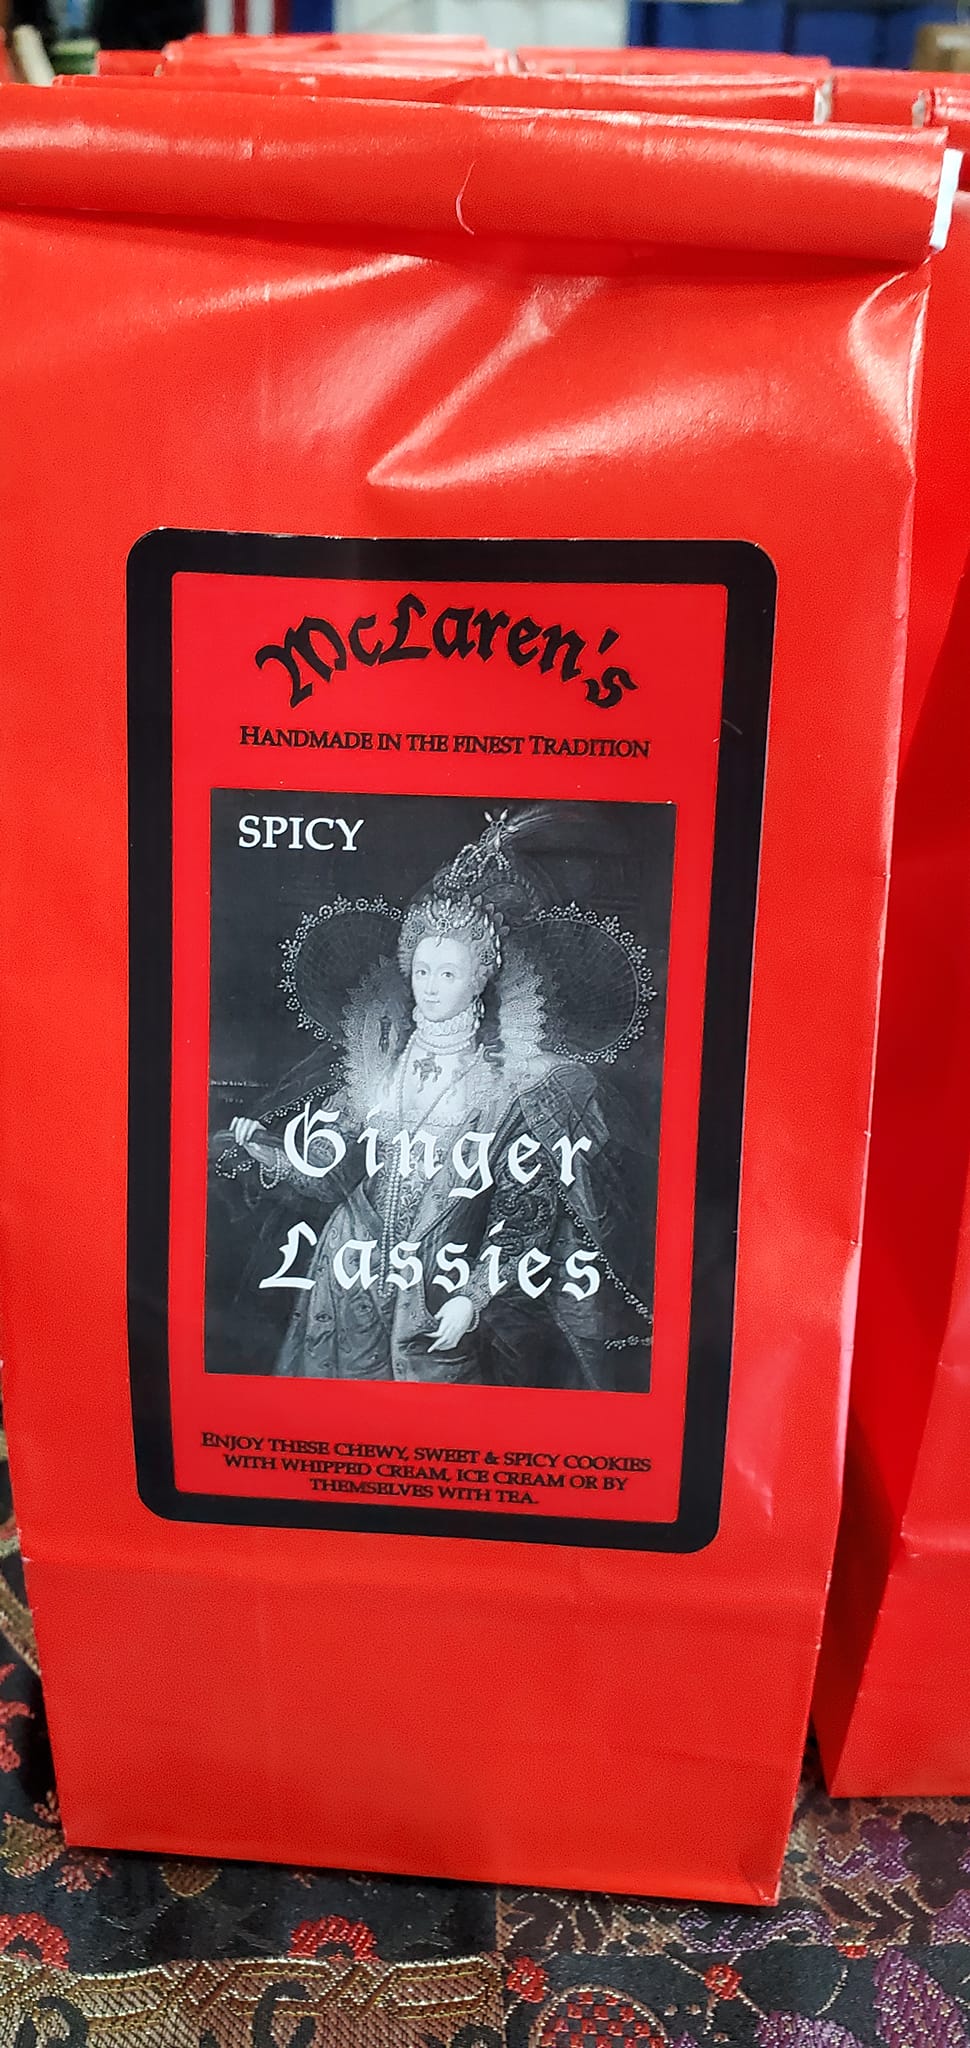 McLaren's
HANDMADE IN THE FINEST TRADITION
SPICY
Ginger
Lassies
ENJOY THESE CHEWY, SWEET & SPICY COOKIES
WITH WHIPPED CREAM, ICE CREAM OR BY
THEMSELVES WITH TEA.